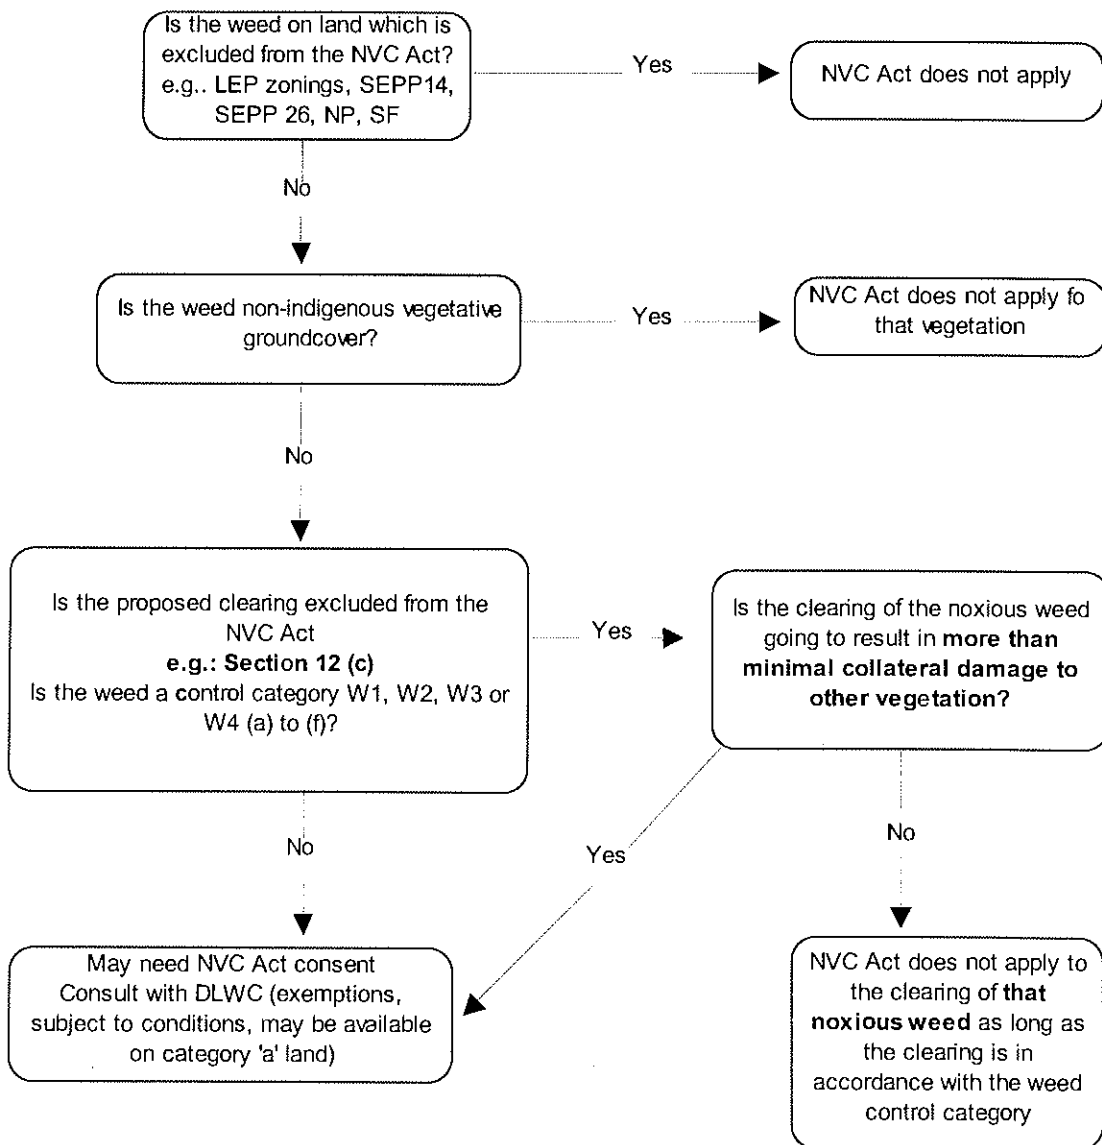 Is the weed on land which is
excluded from the NVC Act?
e.g.. LEP zonings, SEPP14,
SEPP 26, NP, SF
Yes
NVC Act does not apply
No
Is the weed non-indigenous vegetative
groundcover?
Yes
NVC Act does not apply fo
that vegetation
No
Is the proposed clearing excluded from the
NVC Act
e.g.: Section 12 (c)
Is the weed a control category W1, W2, W3 or
W4 (a) to (f)?
Yes
Is the clearing of the noxious weed
going to result in more than
minimal collateral damage to
other vegetation?
No
Yes
No
May need NVC Act consent
Consult with DLWC (exemptions,
subject to conditions, may be available
on category 'a' land)
NVC Act does not apply to
the clearing of that
noxious weed as long as
the clearing is in
accordance with the weed
control category